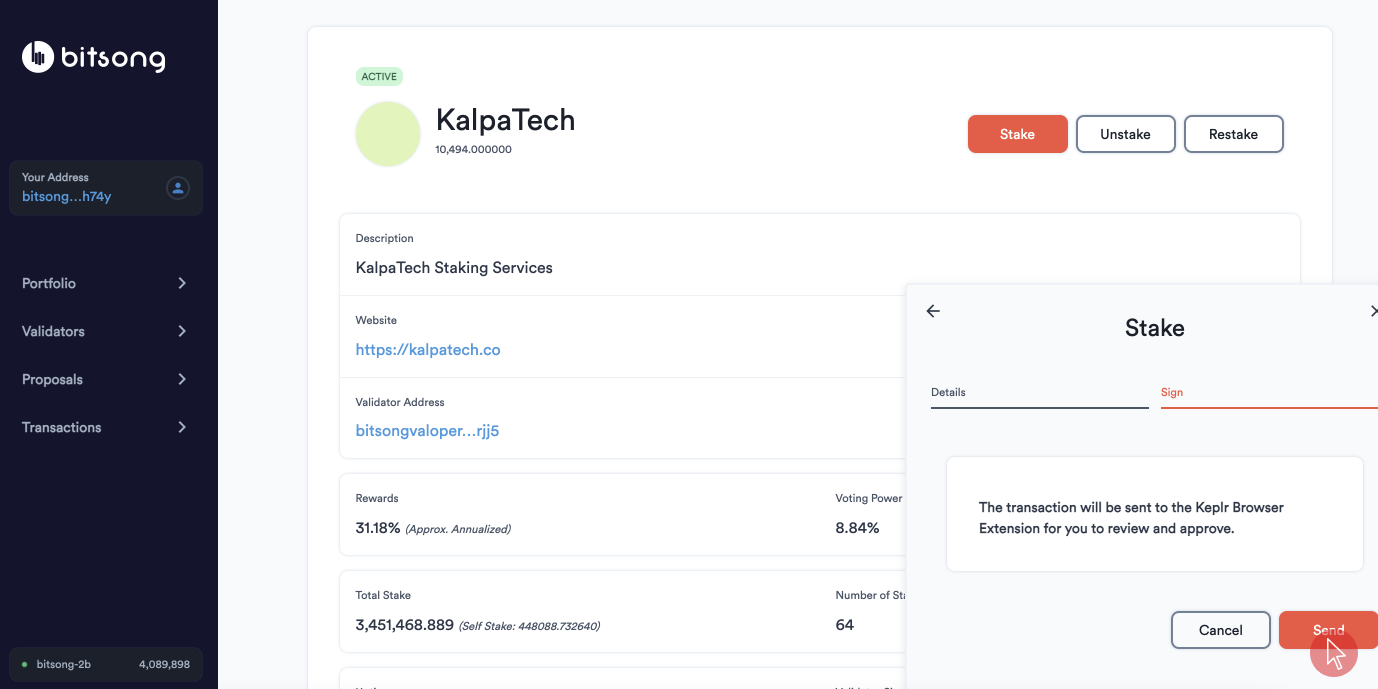 bitsong
Your Address
bitsong...h74y
Portfolio
Validators
Proposals
Transactions
bitsong-2b 4,089,898
ACTIVE
KalpaTech
10,494.000000
Stake Unstake Restake
Description
KalpaTech Staking Services
Website
https://kalpatech.co
Validator Address
bitsongvaloper...rjj5
Rewards
31.18% (Approx. Annualized)
Voting Power
8.84%
Total Stake
3,451,468.889 (Self Stake: 448088.732640)
Number of
64
Stake
Details
Sign
The transaction will be sent to the Keplr Browser
Extension for you to review and approve.
Cancel Send